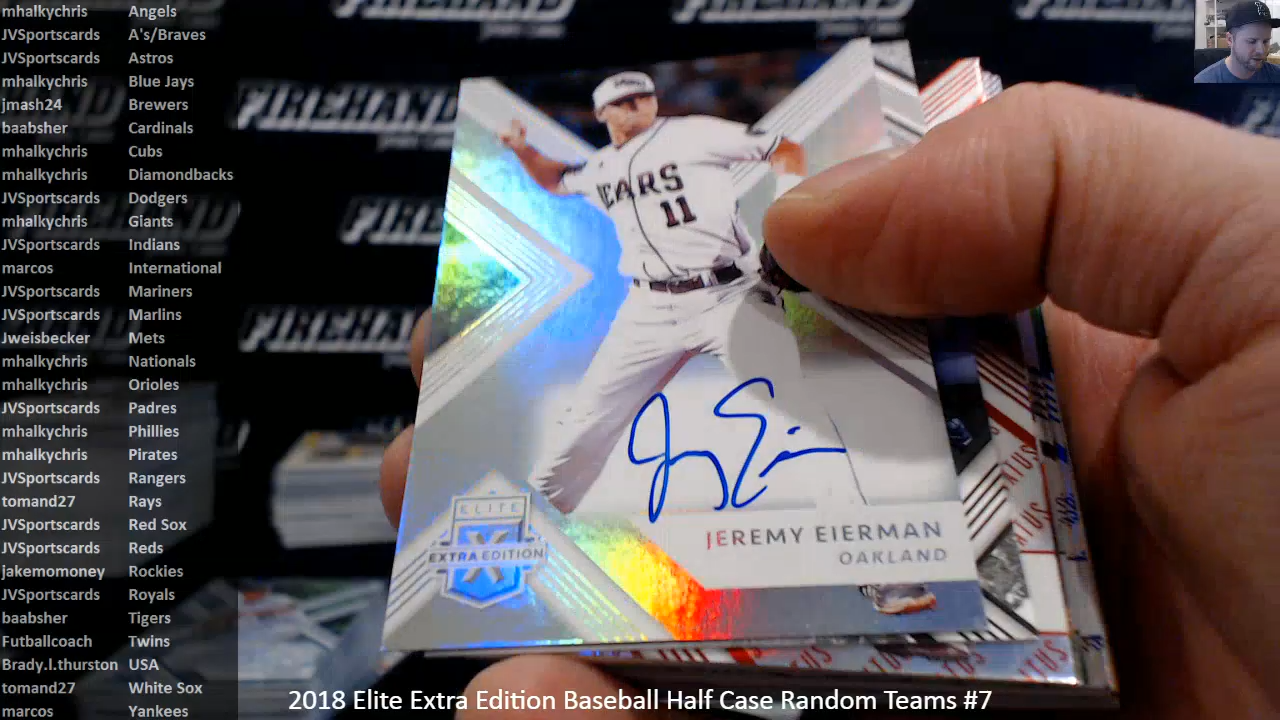 mhalkychris Angels
JVSportscards A's/Braves
JVSportscards Astros
mhalkychris Blue Jays
jmash24 Brewers
baabsher Cardinals
mhalkychris Cubs
mhalkychris Diamondbacks
JVSportscards Dodgers
mhalkychris Giants
JVSportscards Indians
marcos International
JVSportscards Mariners
JVSportscards Marlins
Jweisbecker Mets
mhalkychris Nationals
mhalkychris Orioles
JVSportscards Padres
mhalkychris Phillies
mhalkychris Pirates
JVSportscards Rangers
tomand27 Rays
JVSportscards Red Sox
JVSportscards Reds
jakemomoney Rockies
JVSportscards Royals
baabsher Tigers
Futballcoach Twins
Brady.l.thurston USA
tomand27 White Sox
marcos Yankees
FIREHAND
EARS
11
ELITE
EXTRA EDITION
X
JEREMY EIERMAN
OAKLAND
2018 Elite Extra Edition Baseball Half Case Random Teams #7